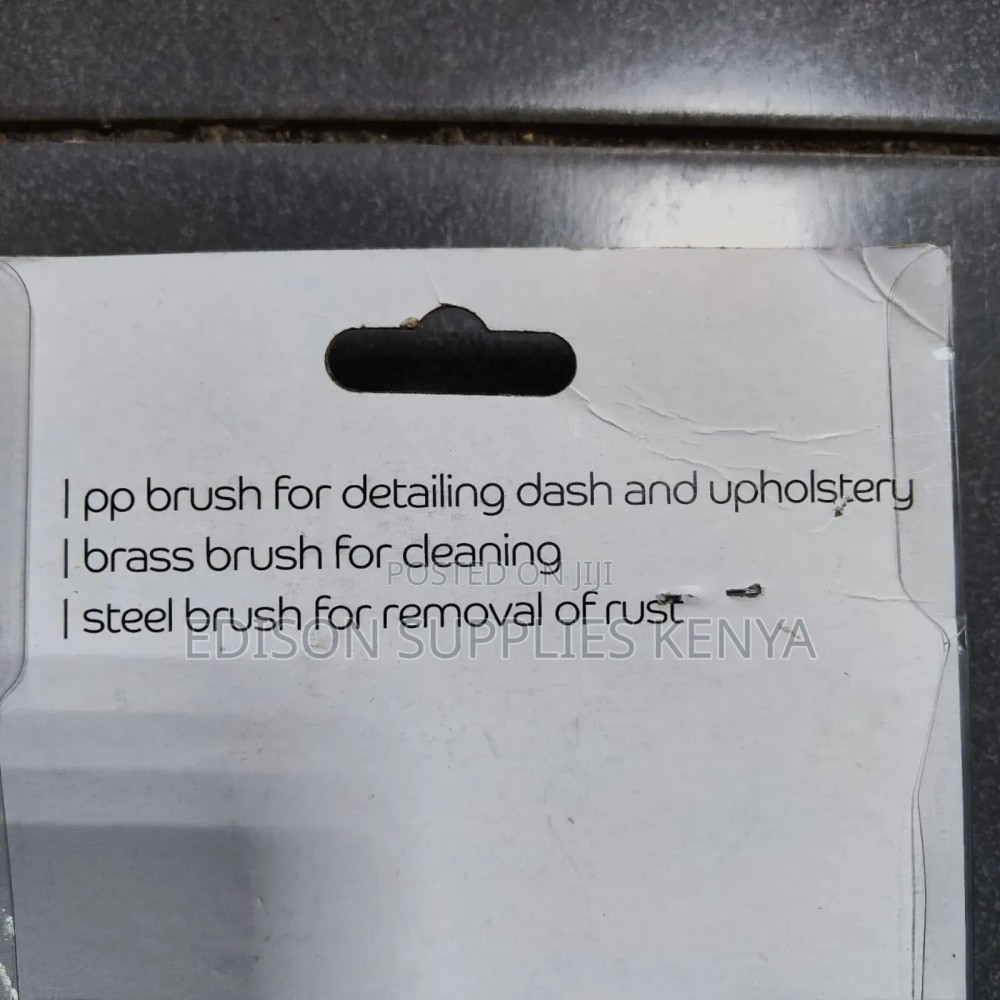 | pp brush for detailing dash and upholstery
| brass brush for cleaning
POSTED ON JIJI
| steel brush for removal of rust
EDISON SUPPLIES KENYA